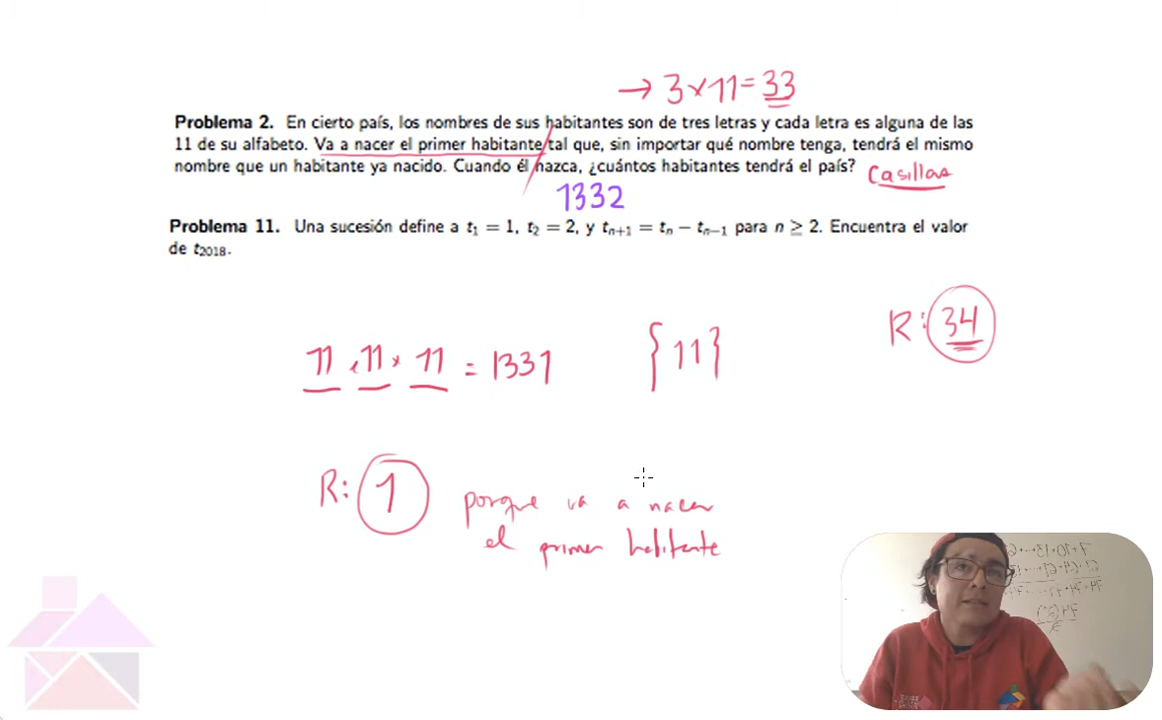 → 3×11=33
Problema 2. En cierto país, los nombres de sus habitantes son de tres letras y cada letra es alguna de las
11 de su alfabeto. Va a nacer el primer habitante tal que, sin importar qué nombre tenga, tendrá el mismo
nombre que un habitante ya nacido. Cuando él nazca, ¿cuántos habitantes tendrá el país?
Casillas
1332
Problema 11. Una sucesión define a t₁ = 1, t₂ = 2, y tₙ₊₁ = tₙ − tₙ₋₁ para n ≥ 2. Encuentra el valor
de t₂₀₁₈.
R: 34
11 × 11 × 11 = 1331
{11}
R: 1 porque va a nacer
el primer habitante